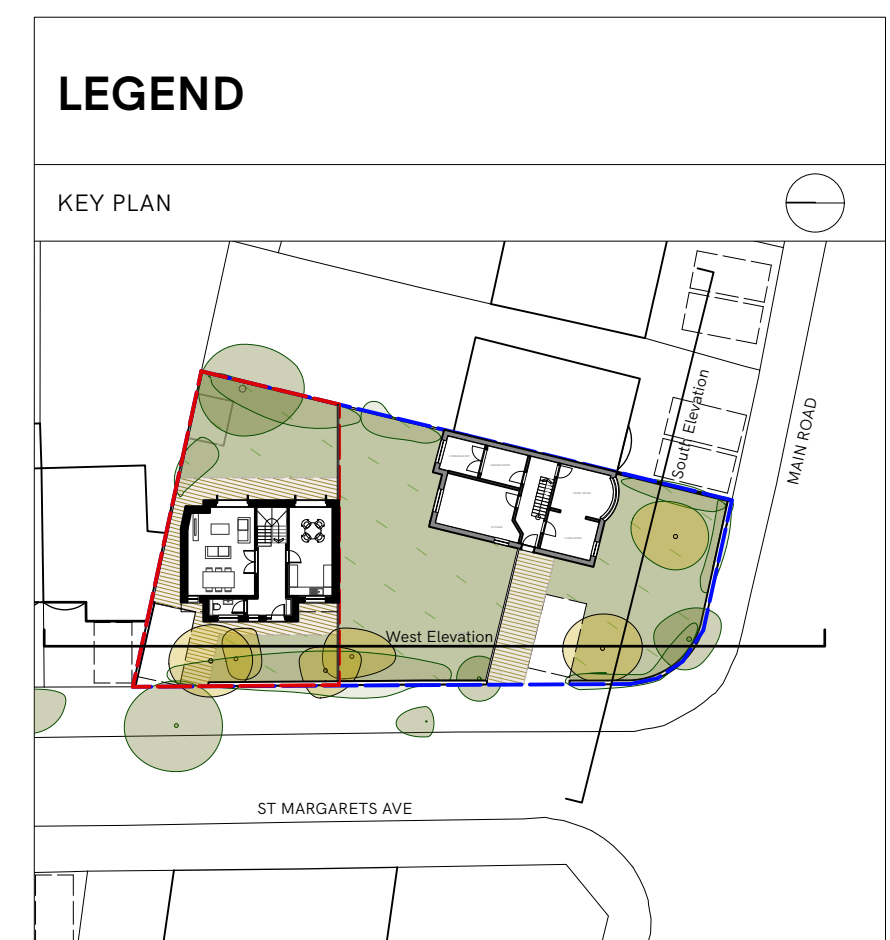 LEGEND
KEY PLAN
South Elevation
MAIN ROAD
West Elevation
ST MARGARETS AVE